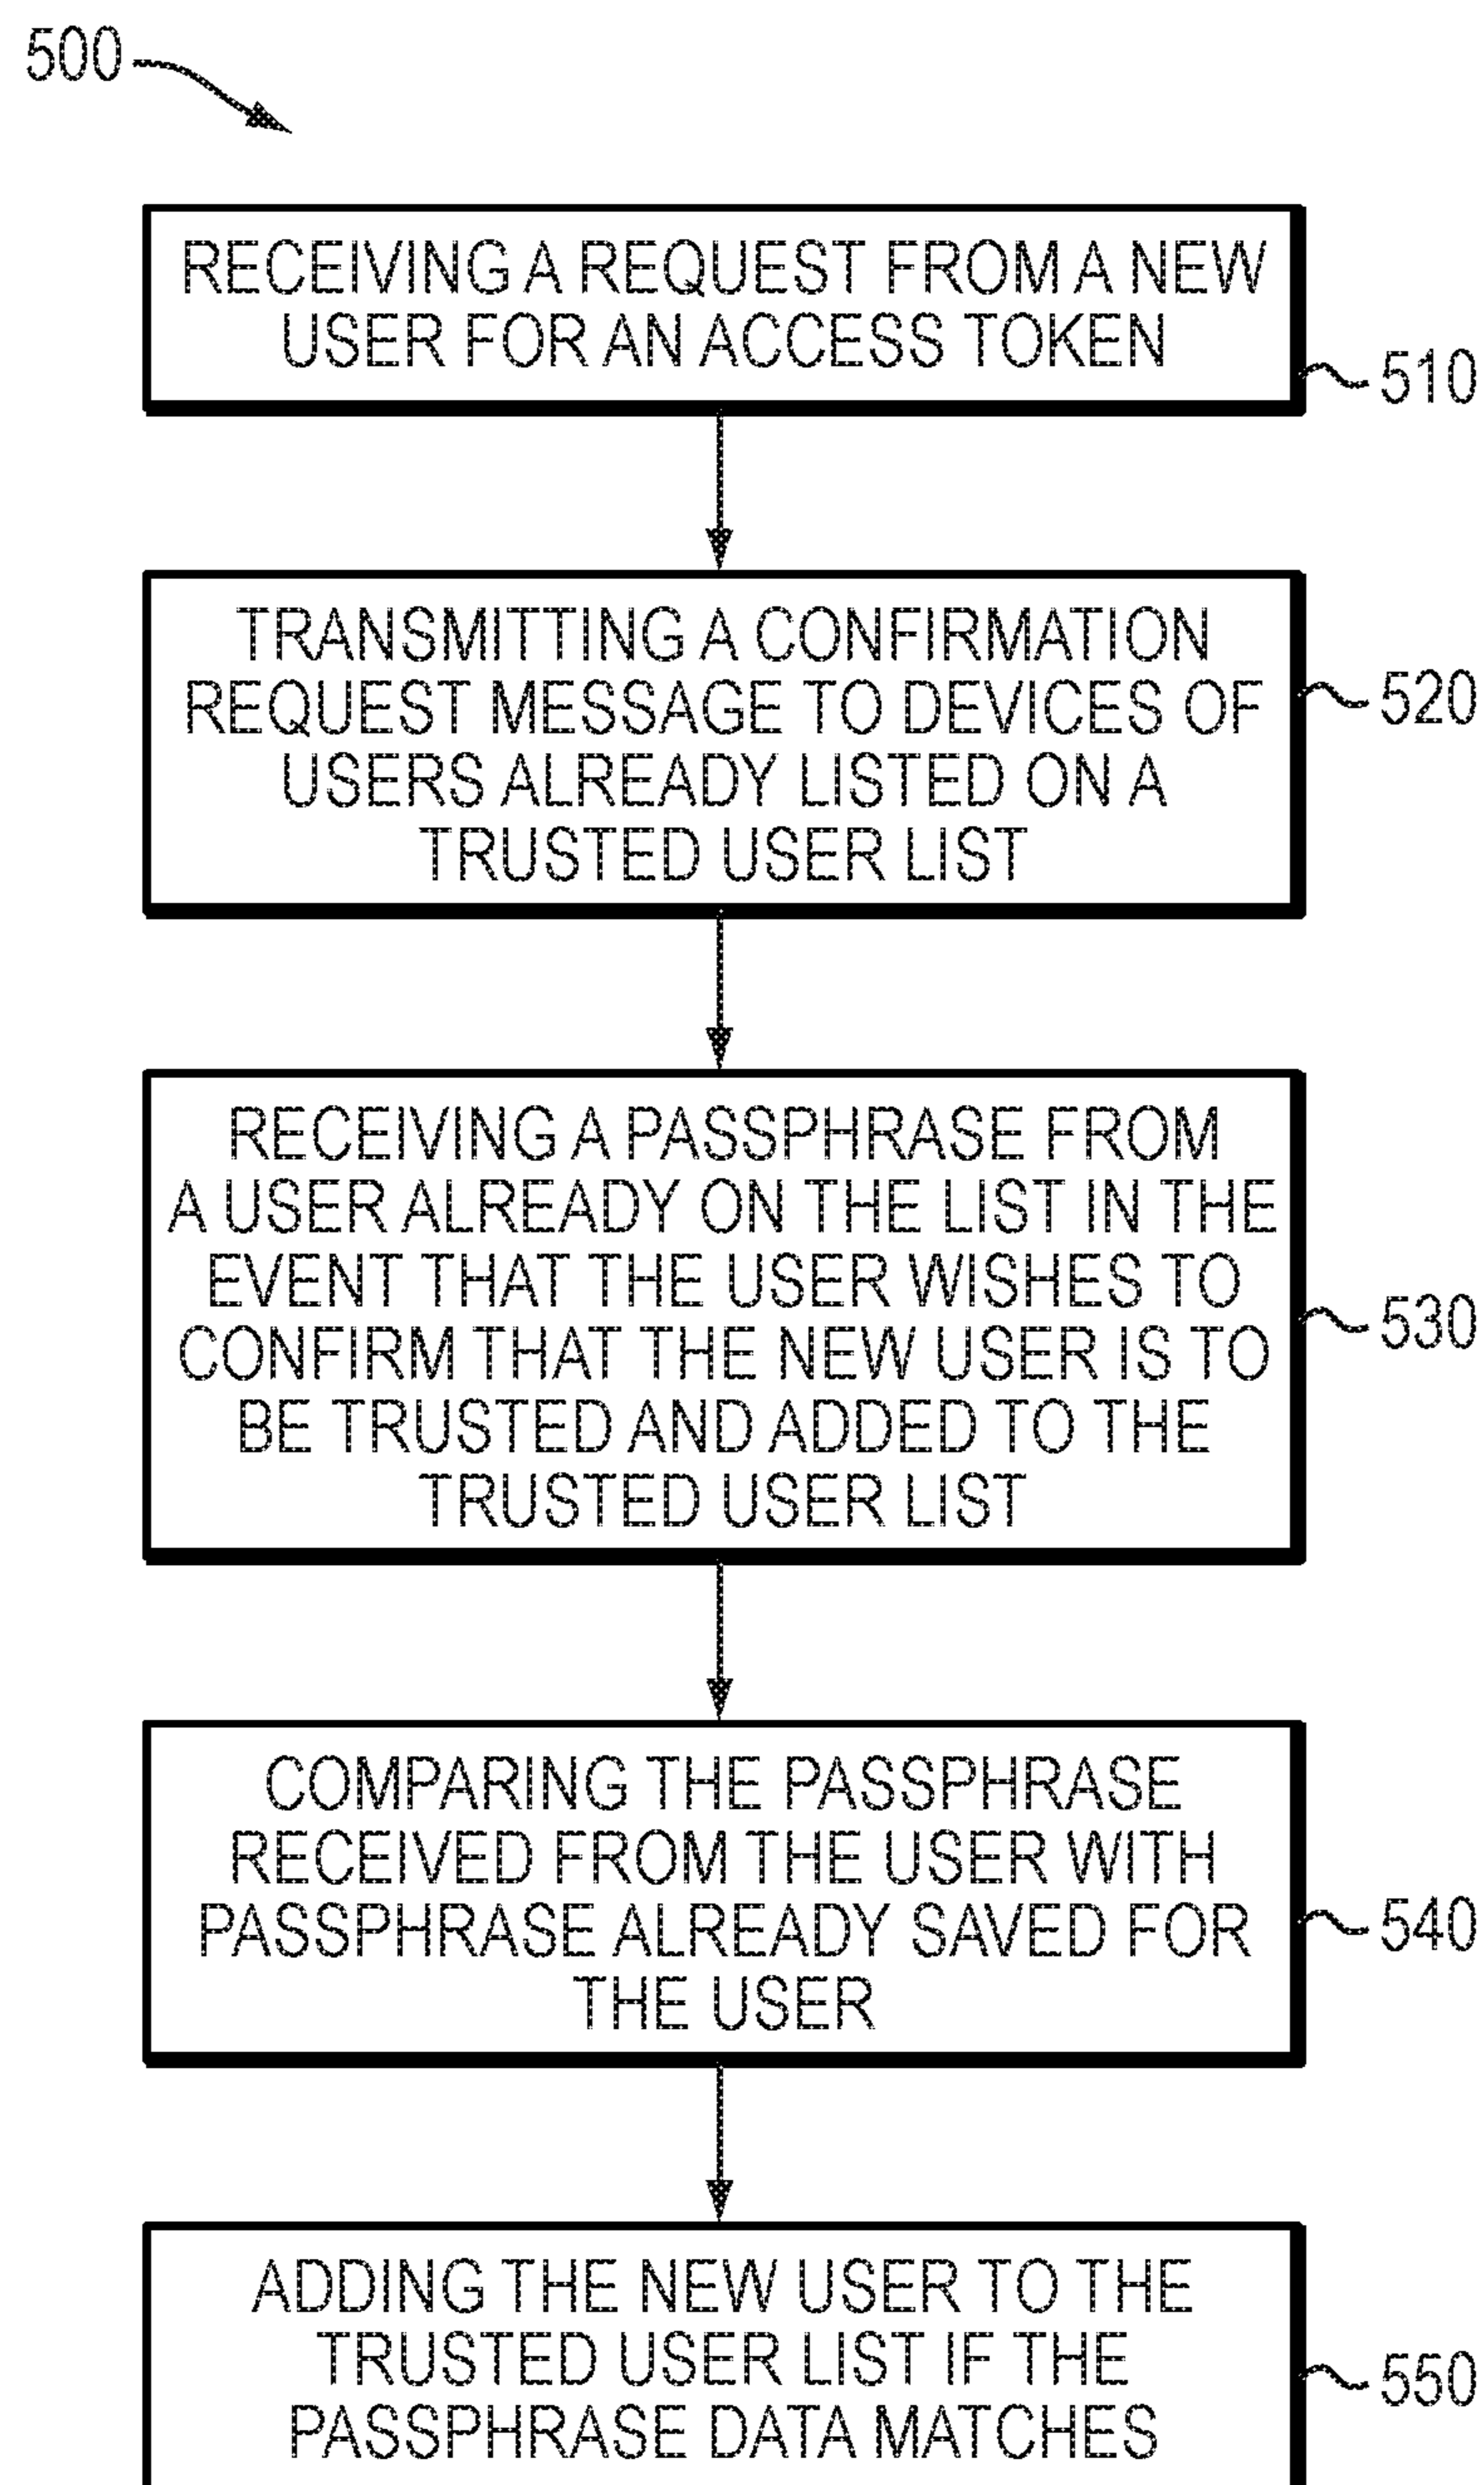 500
RECEIVING A REQUEST FROM A NEW
USER FOR AN ACCESS TOKEN
510
TRANSMITTING A CONFIRMATION
REQUEST MESSAGE TO DEVICES OF
USERS ALREADY LISTED ON A
TRUSTED USER LIST
520
RECEIVING A PASSPHRASE FROM
A USER ALREADY ON THE LIST IN THE
EVENT THAT THE USER WISHES TO
CONFIRM THAT THE NEW USER IS TO
BE TRUSTED AND ADDED TO THE
TRUSTED USER LIST
530
COMPARING THE PASSPHRASE
RECEIVED FROM THE USER WITH
PASSPHRASE ALREADY SAVED FOR
THE USER
540
ADDING THE NEW USER TO THE
TRUSTED USER LIST IF THE
PASSPHRASE DATA MATCHES
550